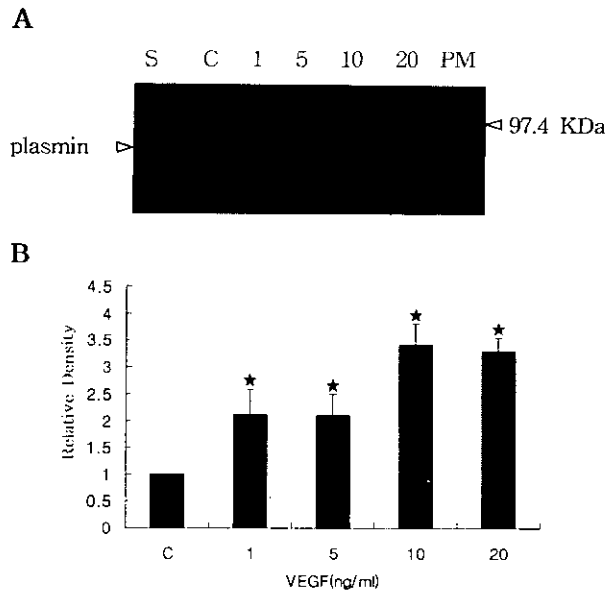 A
S C 1 5 10 20 PM
plasmin
97.4 KDa
B
4.5
4
3.5
3
2.5
2
1.5
1
0.5
0
Relative Density
C 1 5 10 20
VEGF(ng/ml)